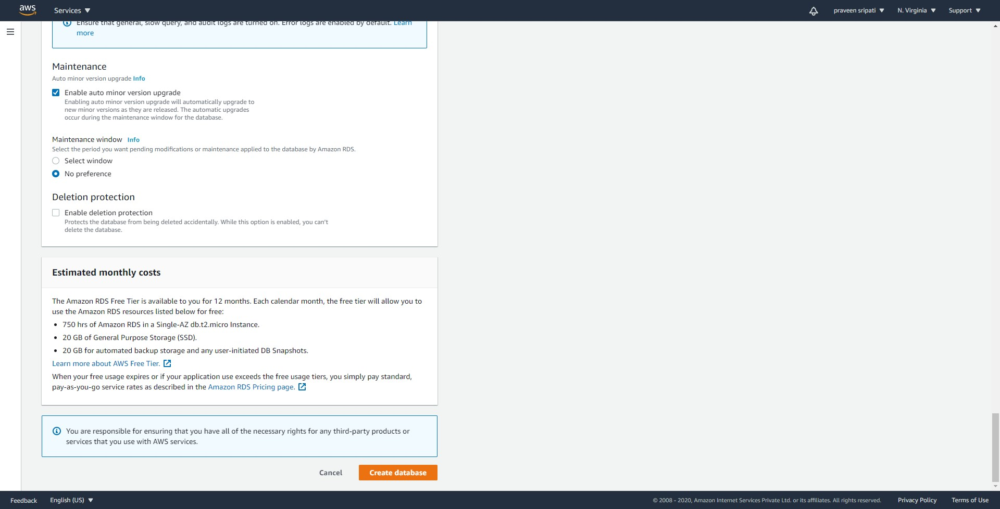 aws
Services
praveen sripati
N. Virginia
Support
Ensure that general, slow query, and audit logs are turned on. Error logs are enabled by default. Learn
more
Maintenance
Auto minor version upgrade Info
Enable auto minor version upgrade
Enabling auto minor version upgrade will automatically upgrade to
new minor versions as they are released. The automatic upgrades
occur during the maintenance window for the database.
Maintenance window Info
Select the period you want pending modifications or maintenance applied to the database by Amazon RDS.
Select window
No preference
Deletion protection
Enable deletion protection
Protects the database from being deleted accidentally. While this option is enabled, you can't
delete the database.
Estimated monthly costs
The Amazon RDS Free Tier is available to you for 12 months. Each calendar month, the free tier will allow you to
use the Amazon RDS resources listed below for free:
• 750 hrs of Amazon RDS in a Single-AZ db.t2.micro Instance.
• 20 GB of General Purpose Storage (SSD).
• 20 GB for automated backup storage and any user-initiated DB Snapshots.
Learn more about AWS Free Tier.
When your free usage expires or if your application use exceeds the free usage tiers, you simply pay standard,
pay-as-you-go service rates as described in the Amazon RDS Pricing page.
You are responsible for ensuring that you have all of the necessary rights for any third-party products or
services that you use with AWS services.
Cancel
Create database
Feedback
English (US)
© 2008 - 2020, Amazon Internet Services Private Ltd. or its affiliates. All rights reserved.
Privacy Policy
Terms of Use